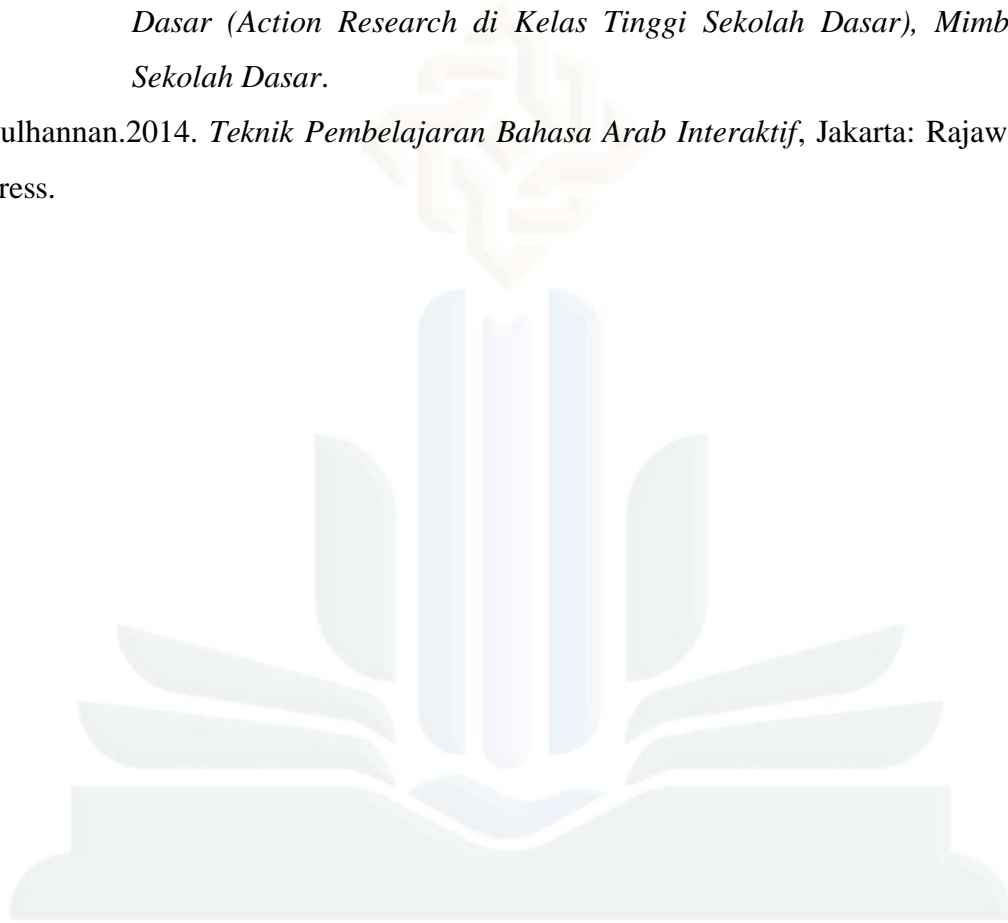 Dasar (Action Research di Kelas Tinggi Sekolah Dasar), Mimb
Sekolah Dasar.
ulhannan.2014. Teknik Pembelajaran Bahasa Arab Interaktif, Jakarta: Rajaw
ress.